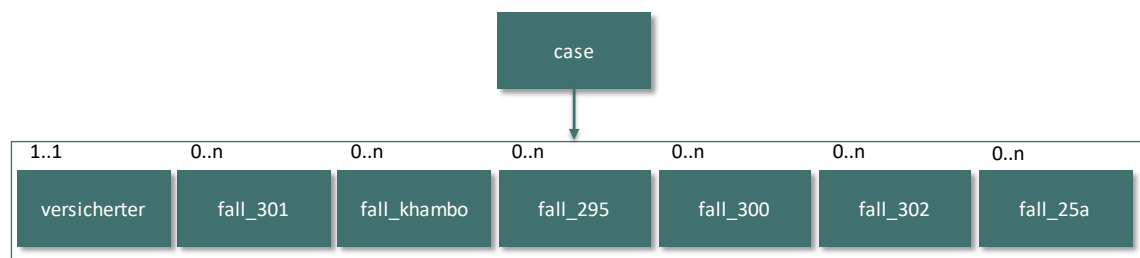 case
1..1 0..n 0..n 0..n 0..n 0..n 0..n
versicherter fall_301 fall_khambo fall_295 fall_300 fall_302 fall_25a